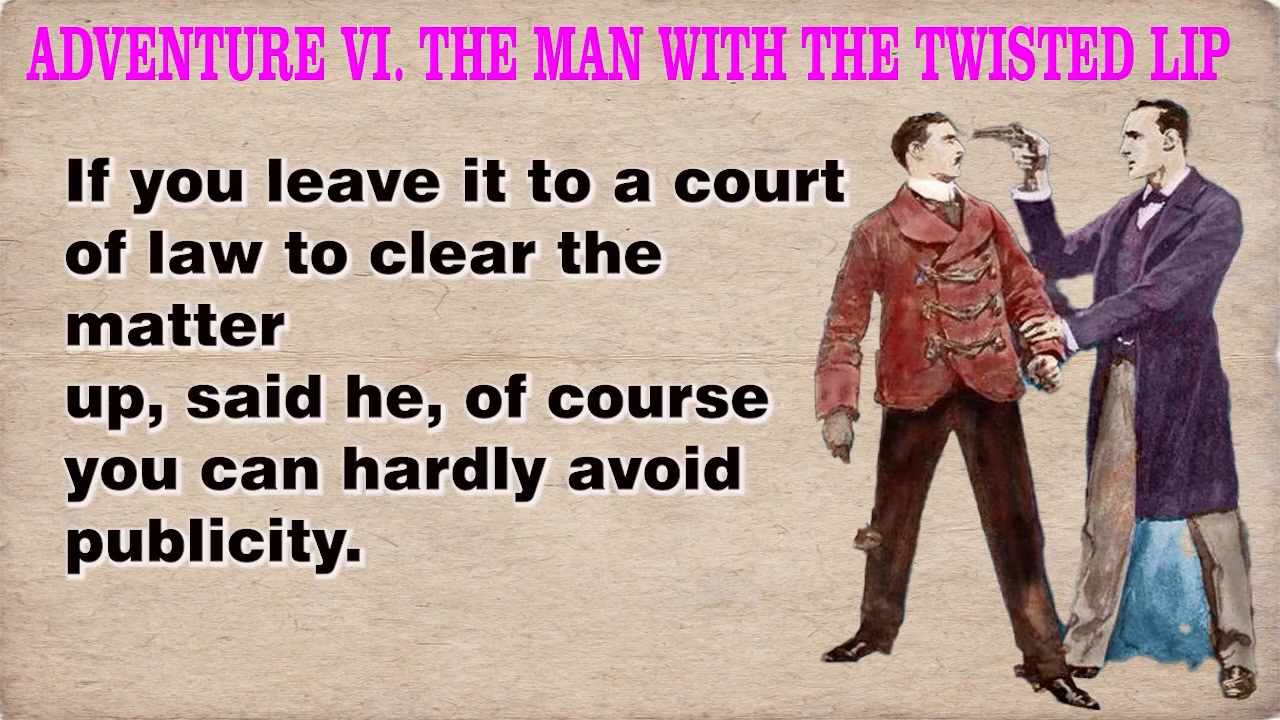 ADVENTURE VI. THE MAN WITH THE TWISTED LIP
If you leave it to a court
of law to clear the
matter
up, said he, of course
you can hardly avoid
publicity.